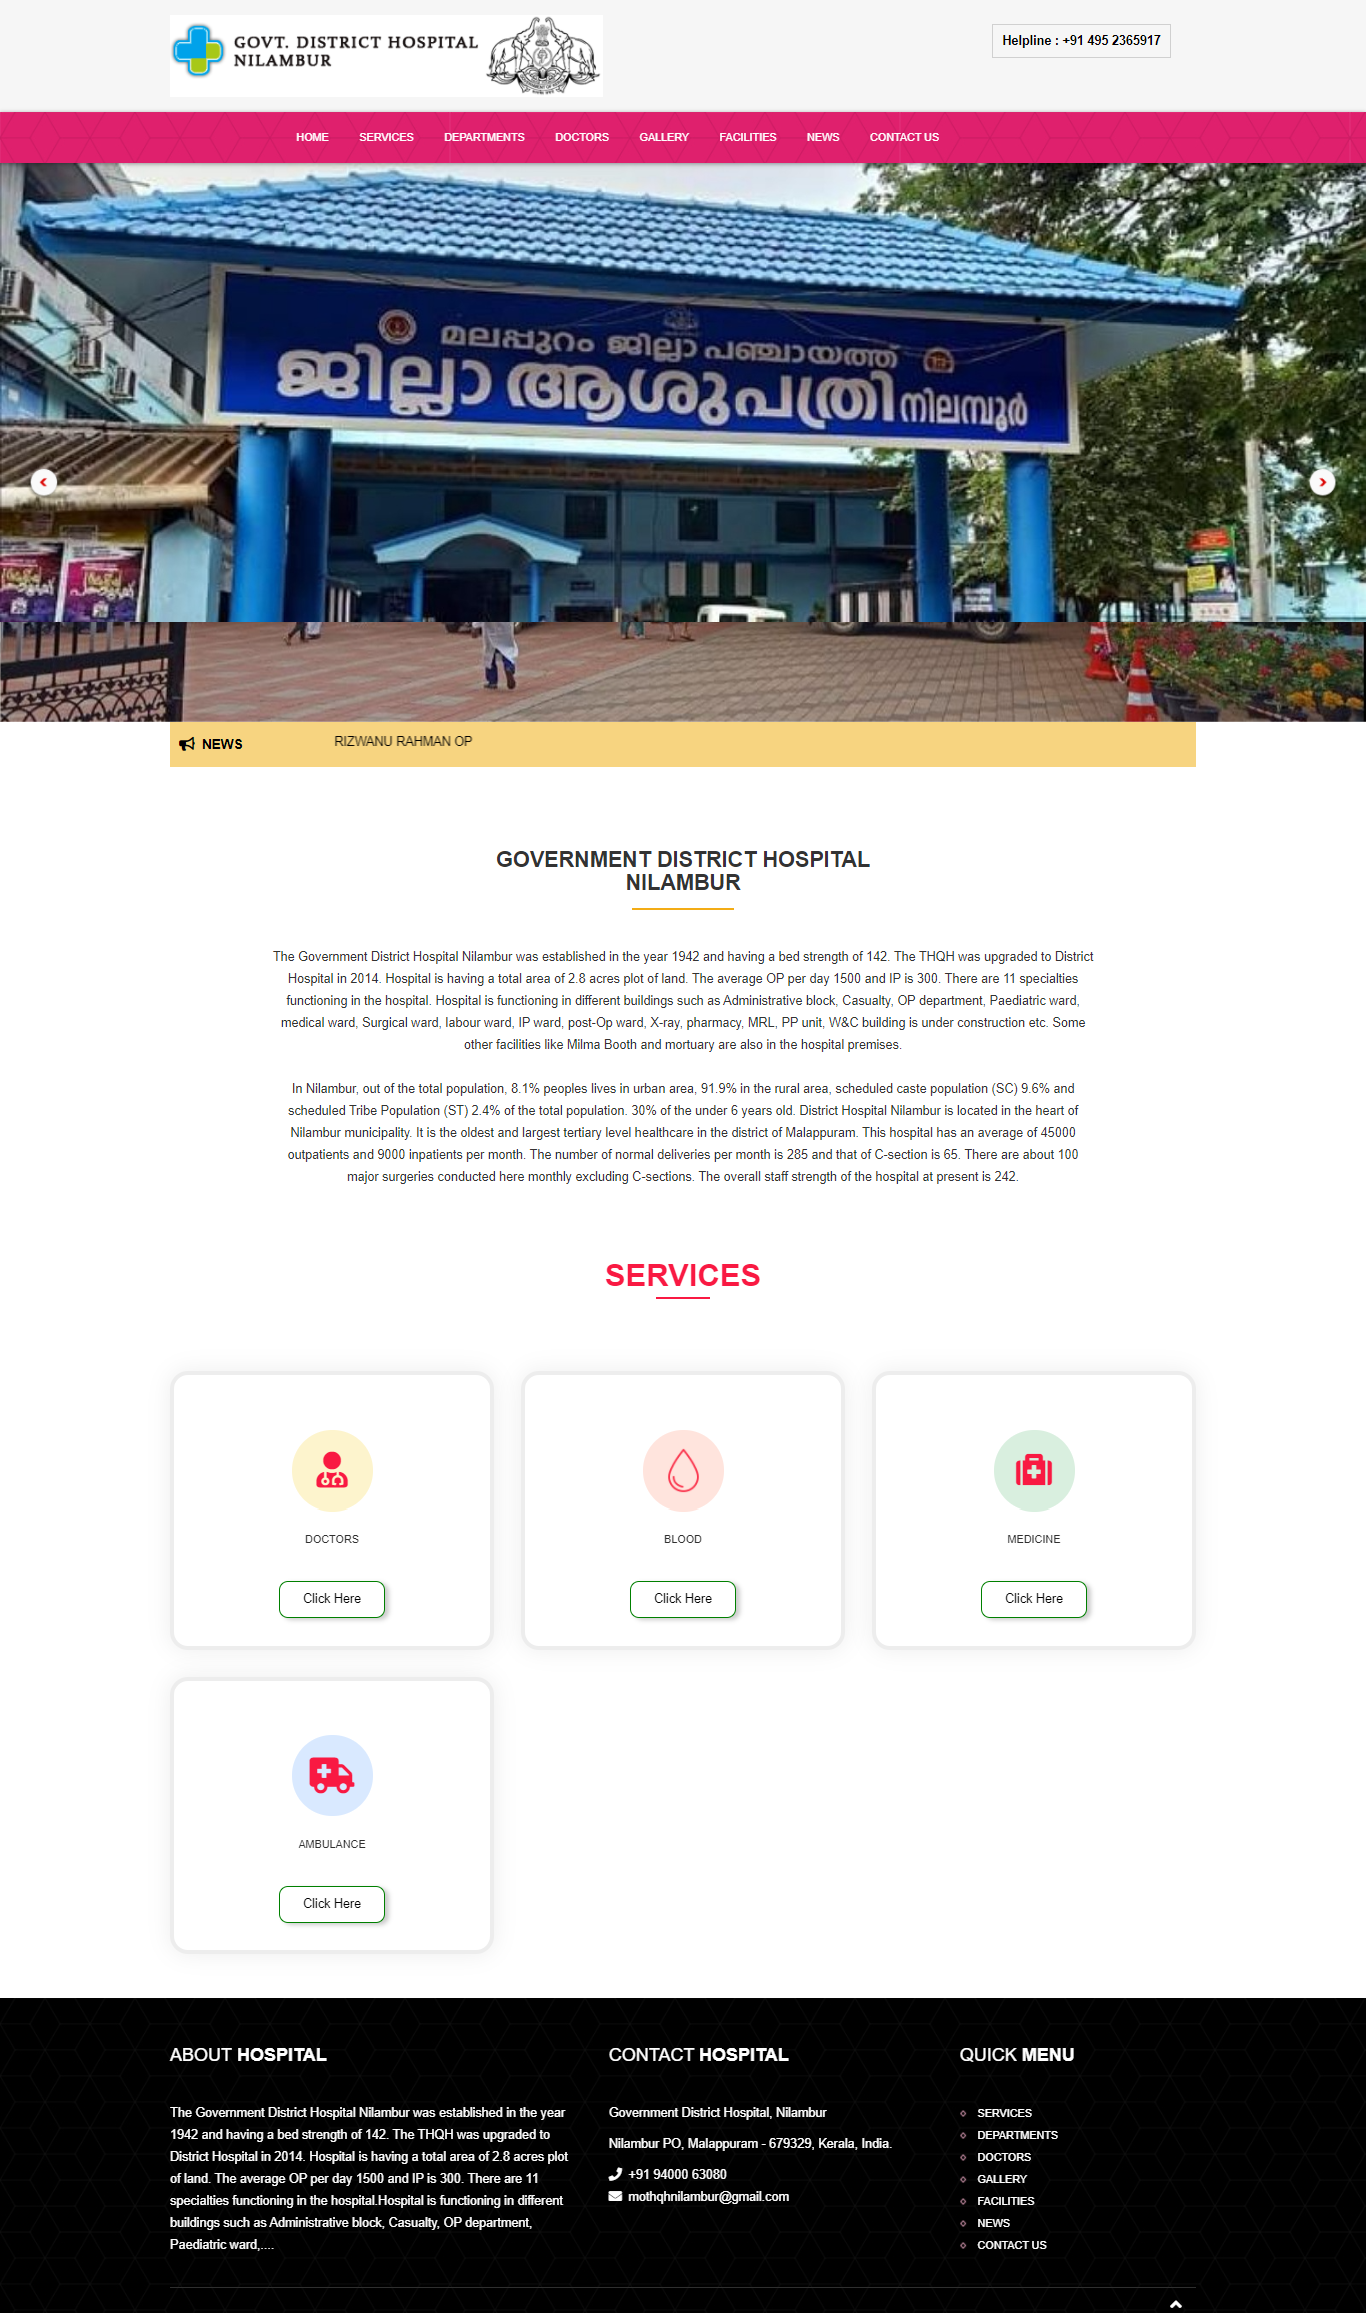 GOVT. DISTRICT HOSPITAL
NILAMBUR
Helpline : +91 495 2365917
HOME SERVICES DEPARTMENTS DOCTORS GALLERY FACILITIES NEWS CONTACT US
മലപ്പുറം ജില്ലാ പഞ്ചായത്ത്
ജില്ലാ ആശുപത്രി നിലമ്പൂർ
NEWS RIZWANU RAHMAN OP
GOVERNMENT DISTRICT HOSPITAL
NILAMBUR
The Government District Hospital Nilambur was established in the year 1942 and having a bed strength of 142. The THQH was upgraded to District
Hospital in 2014. Hospital is having a total area of 2.8 acres plot of land. The average OP per day 1500 and IP is 300. There are 11 specialties
functioning in the hospital. Hospital is functioning in different buildings such as Administrative block, Casualty, OP department, Paediatric ward,
medical ward, Surgical ward, labour ward, IP ward, post-Op ward, X-ray, pharmacy, MRL, PP unit, W&C building is under construction etc. Some
other facilities like Milma Booth and mortuary are also in the hospital premises.
In Nilambur, out of the total population, 8.1% peoples lives in urban area, 91.9% in the rural area, scheduled caste population (SC) 9.6% and
scheduled Tribe Population (ST) 2.4% of the total population. 30% of the under 6 years old. District Hospital Nilambur is located in the heart of
Nilambur municipality. It is the oldest and largest tertiary level healthcare in the district of Malappuram. This hospital has an average of 45000
outpatients and 9000 inpatients per month. The number of normal deliveries per month is 285 and that of C-section is 65. There are about 100
major surgeries conducted here monthly excluding C-sections. The overall staff strength of the hospital at present is 242.
SERVICES
DOCTORS
Click Here
BLOOD
Click Here
MEDICINE
Click Here
AMBULANCE
Click Here
ABOUT HOSPITAL
The Government District Hospital Nilambur was established in the year
1942 and having a bed strength of 142. The THQH was upgraded to
District Hospital in 2014. Hospital is having a total area of 2.8 acres plot
of land. The average OP per day 1500 and IP is 300. There are 11
specialties functioning in the hospital.Hospital is functioning in different
buildings such as Administrative block, Casualty, OP department,
Paediatric ward,....
CONTACT HOSPITAL
Government District Hospital, Nilambur
Nilambur PO, Malappuram - 679329, Kerala, India.
+91 94000 63080
mothqhnilambur@gmail.com
QUICK MENU
SERVICES
DEPARTMENTS
DOCTORS
GALLERY
FACILITIES
NEWS
CONTACT US